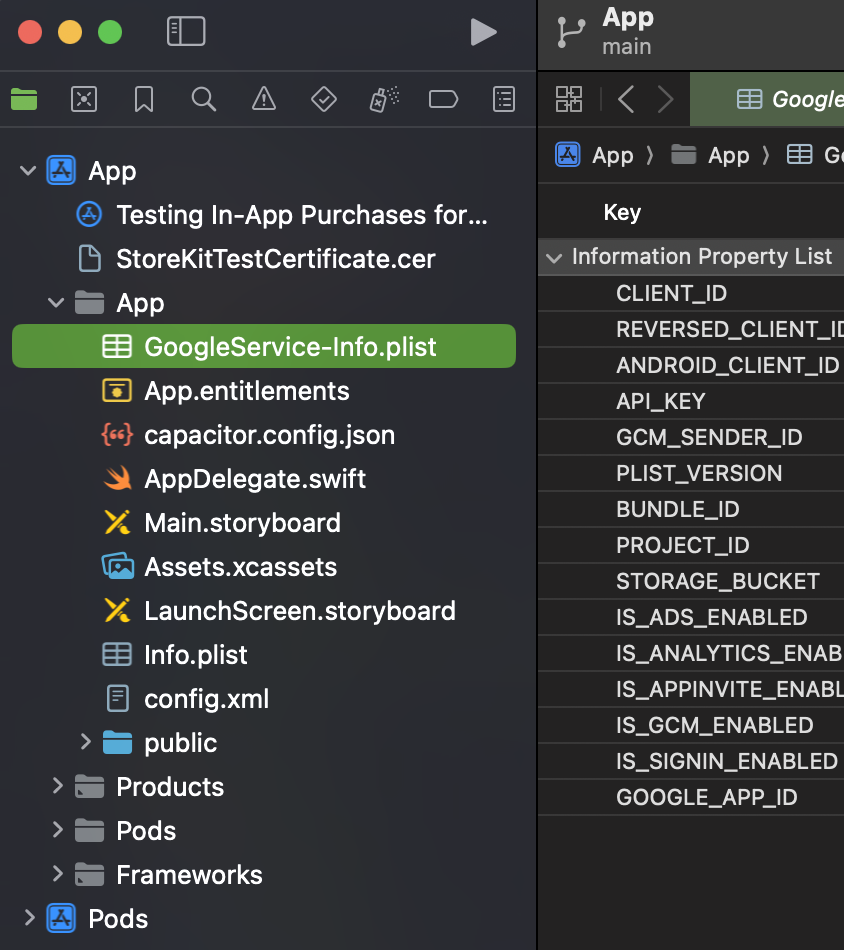 App
main
Google
App
Testing In-App Purchases for...
StoreKitTestCertificate.cer
App
GoogleService-Info.plist
App.entitlements
capacitor.config.json
AppDelegate.swift
Main.storyboard
Assets.xcassets
LaunchScreen.storyboard
Info.plist
config.xml
public
Products
Pods
Frameworks
Pods
App 〉 App 〉 Go
Key
Information Property List
CLIENT_ID
REVERSED_CLIENT_ID
ANDROID_CLIENT_ID
API_KEY
GCM_SENDER_ID
PLIST_VERSION
BUNDLE_ID
PROJECT_ID
STORAGE_BUCKET
IS_ADS_ENABLED
IS_ANALYTICS_ENAB
IS_APPINVITE_ENABL
IS_GCM_ENABLED
IS_SIGNIN_ENABLED
GOOGLE_APP_ID